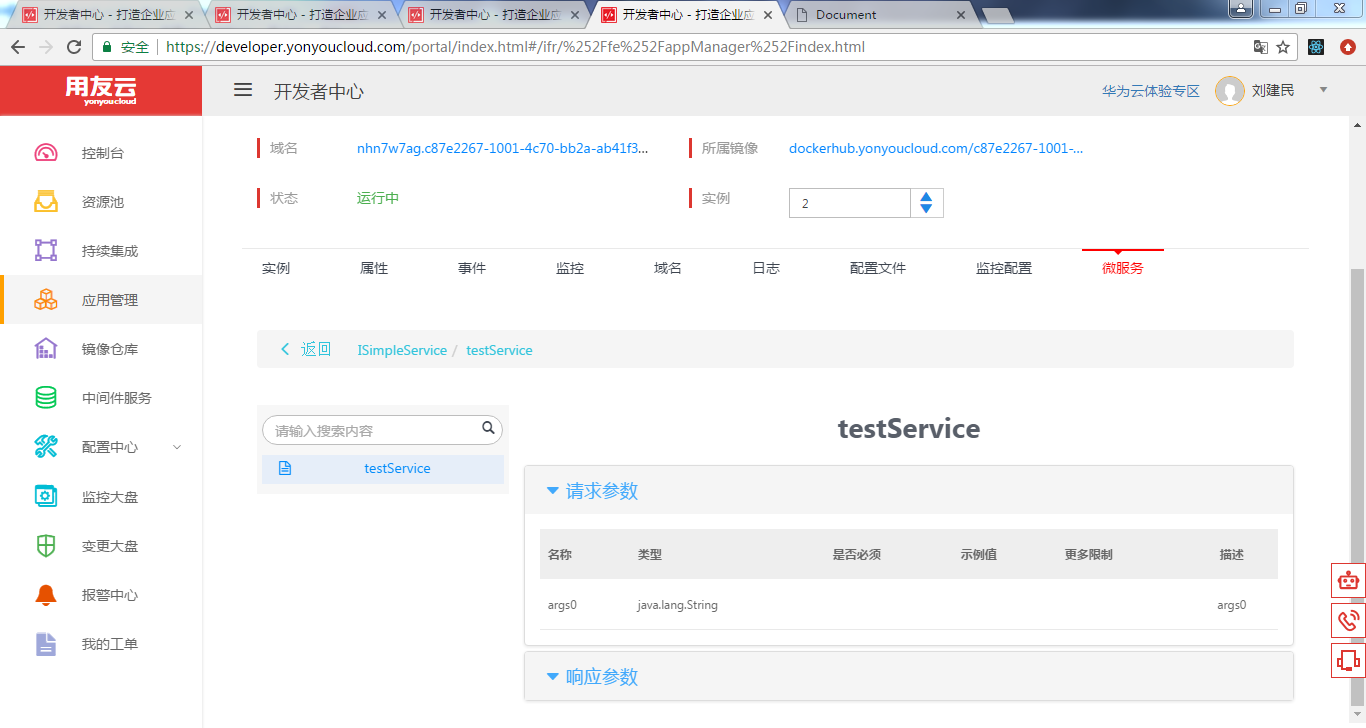 开发者中心 - 打造企业应
开发者中心 - 打造企业应
开发者中心 - 打造企业应
开发者中心 - 打造企业应
Document
安全
https://developer.yonyoucloud.com/portal/index.html#/ifr/%252Ffe%252FappManager%252Findex.html
用友云
yonyoucloud
开发者中心
华为云体验专区
刘建民
控制台
资源池
持续集成
应用管理
镜像仓库
中间件服务
配置中心
监控大盘
变更大盘
报警中心
我的工单
域名
nhn7w7ag.c87e2267-1001-4c70-bb2a-ab41f3...
所属镜像
dockerhub.yonyoucloud.com/c87e2267-1001-...
状态
运行中
实例
2
实例 属性 事件 监控 域名 日志 配置文件 监控配置 微服务
返回 ISimpleService / testService
请输入搜索内容
testService
testService
请求参数
名称 类型 是否必须 示例值 更多限制 描述
args0 java.lang.String args0
响应参数